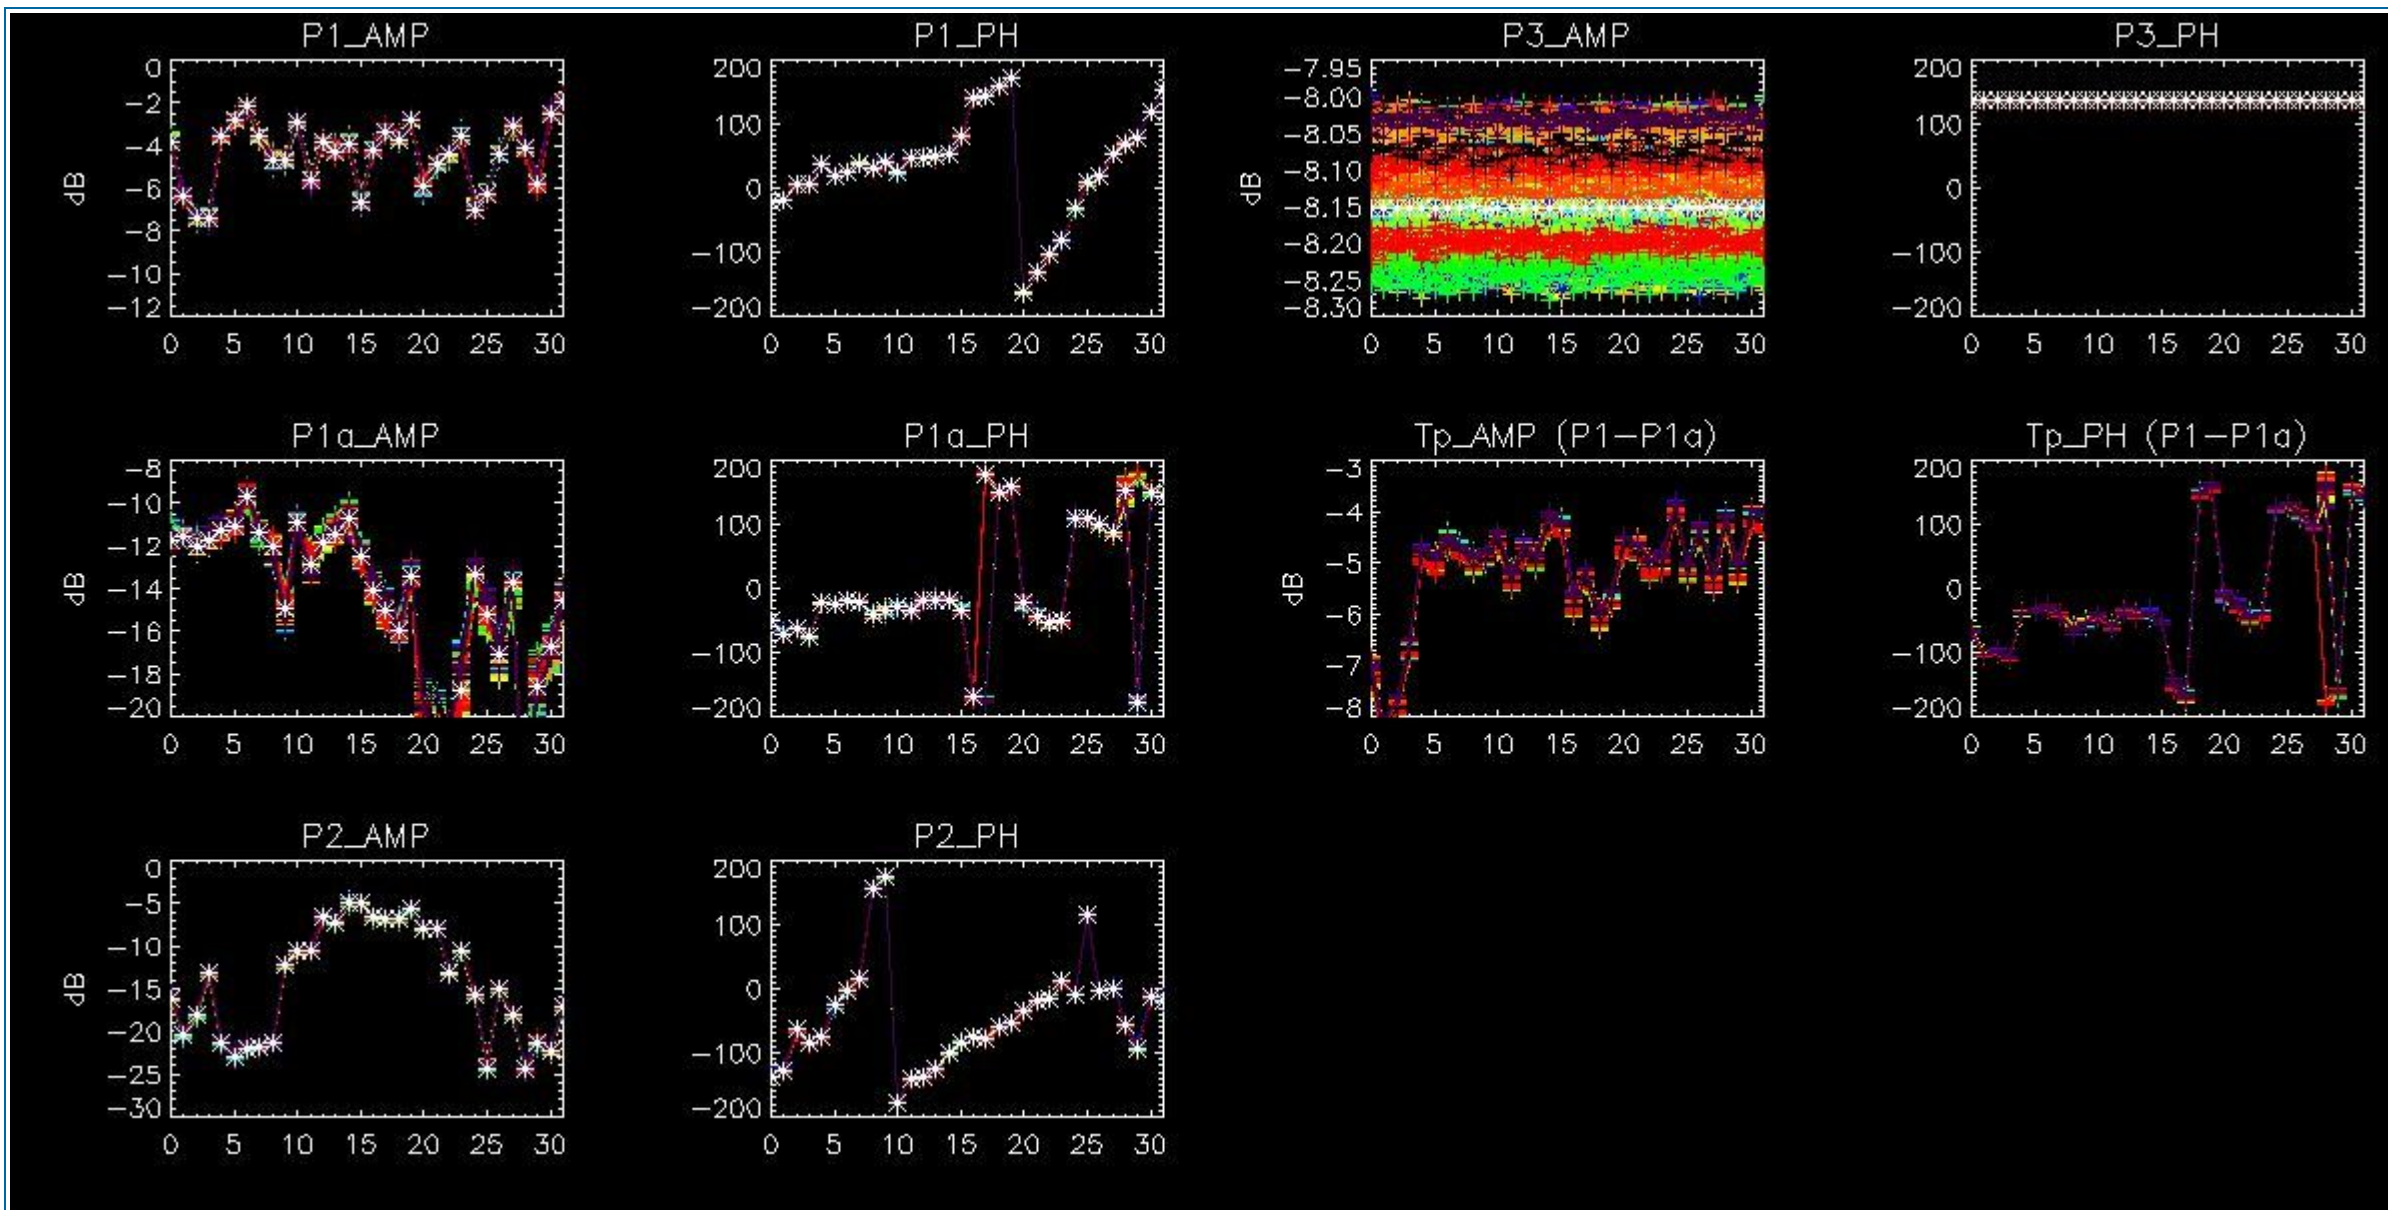 P1_AMP P1_PH P3_AMP P3_PH
0 200 -7.95 200
-2 100 -8.00 100
-4 0 -8.05 0
-6 -100 -8.10 -100
-8 -200 -8.15 -200
-10 -8.20
-12 -8.25
-8.30
dB dB
0 5 10 15 20 25 30 0 5 10 15 20 25 30 0 5 10 15 20 25 30 0 5 10 15 20 25 30
P1a_AMP P1a_PH Tp_AMP (P1-P1a) Tp_PH (P1-P1a)
-8 200 -3 200
-10 100 -4 100
-12 0 -5 0
-14 -100 -6 -100
-16 -200 -7 -200
-18 -8
-20
dB dB
0 5 10 15 20 25 30 0 5 10 15 20 25 30 0 5 10 15 20 25 30 0 5 10 15 20 25 30
P2_AMP P2_PH
0 200
-5 100
-10 0
-15 -100
-20 -200
-25
-30
dB
0 5 10 15 20 25 30 0 5 10 15 20 25 30